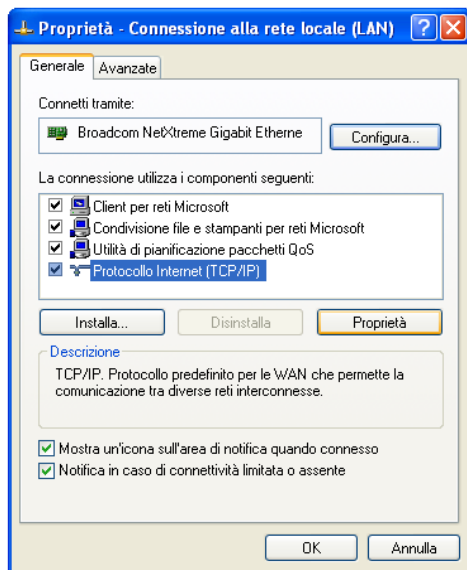 Proprietà - Connessione alla rete locale (LAN)
Generale
Avanzate
Connetti tramite:
Broadcom NetXtreme Gigabit Etherne
Configura...
La connessione utilizza i componenti seguenti:
Client per reti Microsoft
Condivisione file e stampanti per reti Microsoft
Utilità di pianificazione pacchetti QoS
Protocollo Internet (TCP/IP)
Installa...
Disinstalla
Proprietà
Descrizione
TCP/IP. Protocollo predefinito per le WAN che permette la
comunicazione tra diverse reti interconnesse.
Mostra un'icona sull'area di notifica quando connesso
Notifica in caso di connettività limitata o assente
OK
Annulla